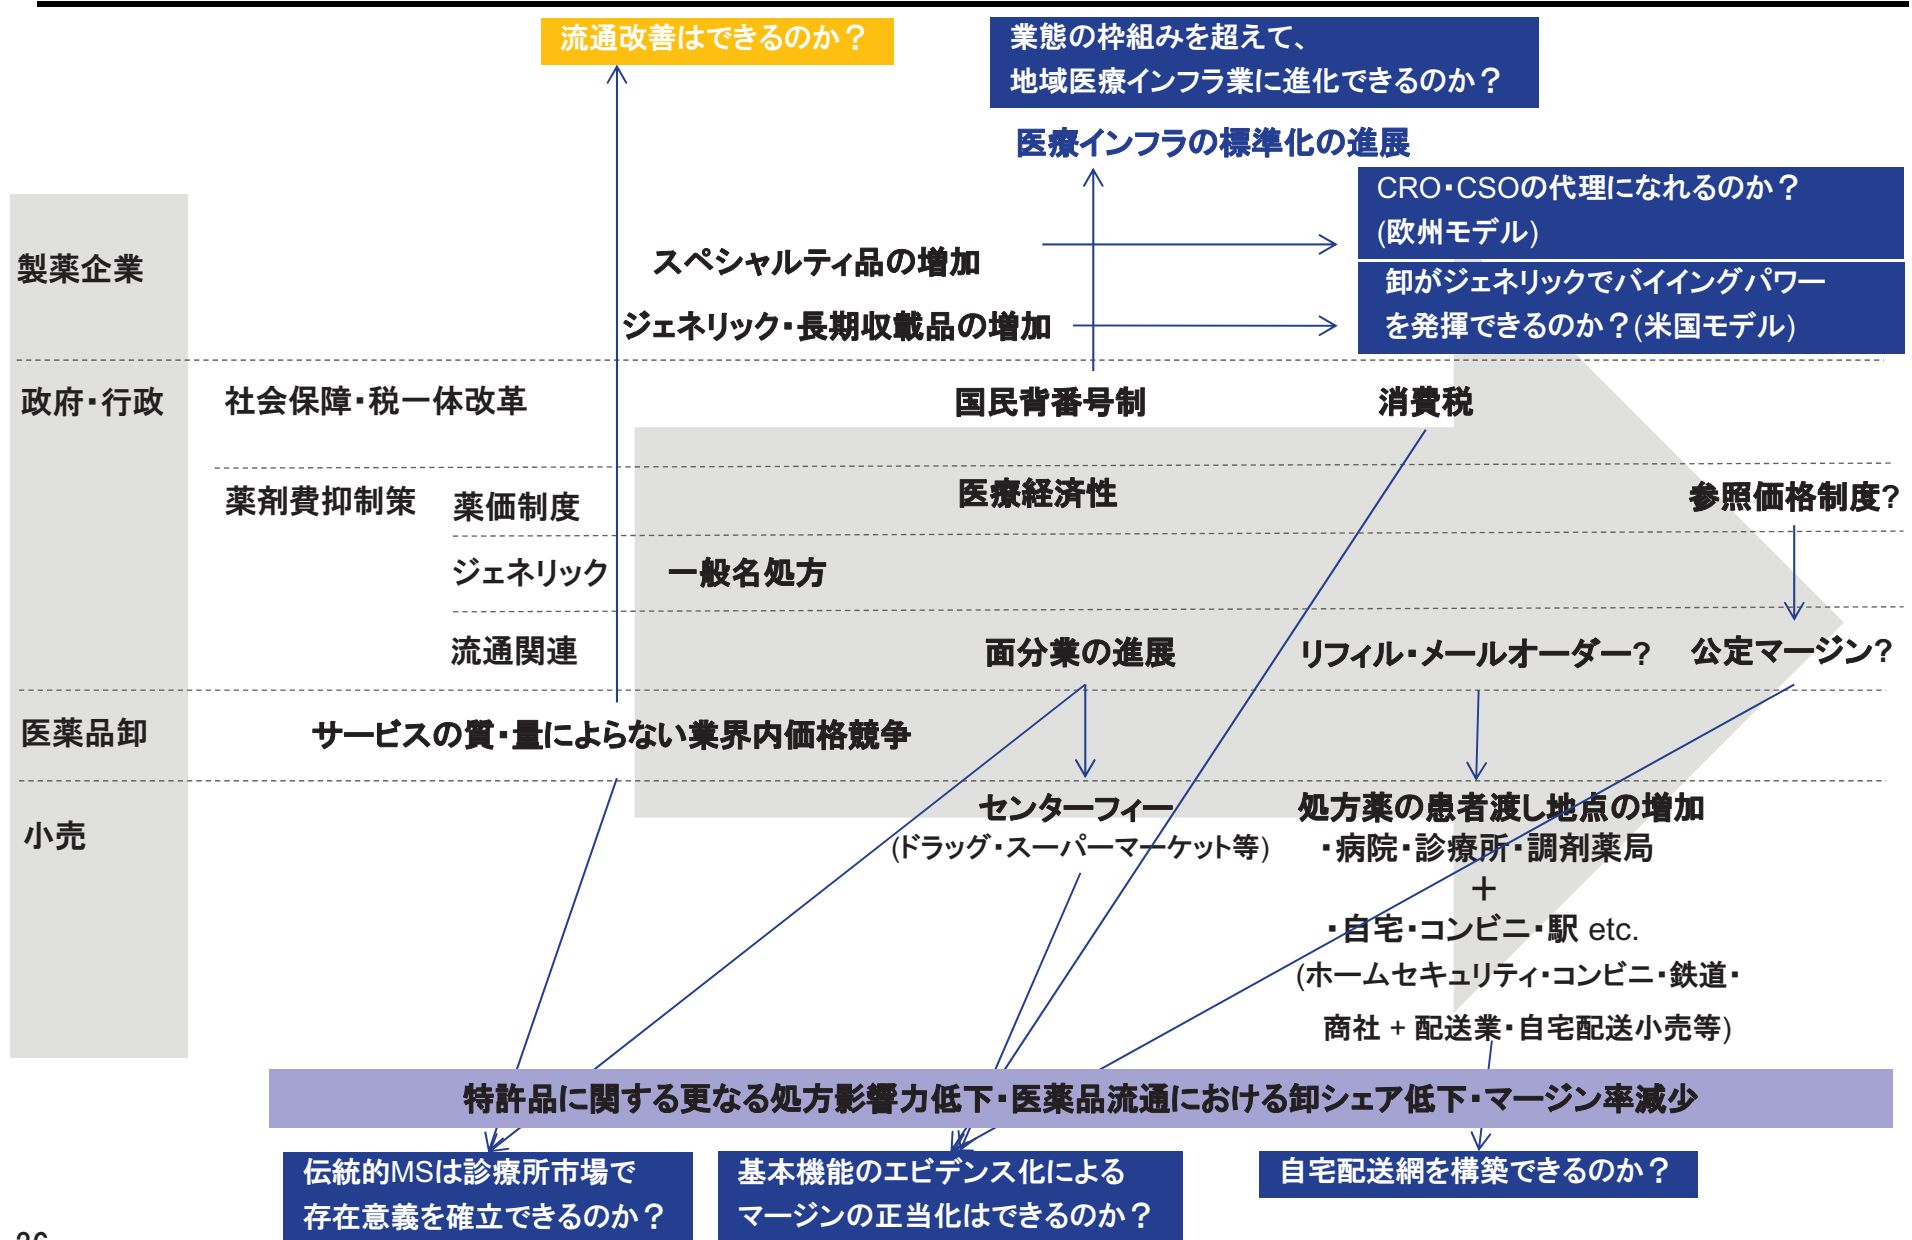 流通改善はできるのか？
業態の枠組みを超えて、
地域医療インフラ業に進化できるのか？
医療インフラの標準化の進展
CRO･CSOの代理になれるのか？
(欧州モデル)
製薬企業
スペシャルティ品の増加
卸がジェネリックでバイイングパワー
を発揮できるのか？(米国モデル)
ジェネリック･長期収載品の増加
政府･行政
社会保障･税一体改革
国民背番号制
消費税
薬剤費抑制策
薬価制度
医療経済性
参照価格制度?
ジェネリック
一般名処方
流通関連
面分業の進展
リフィル･メールオーダー?
公定マージン?
医薬品卸
サービスの質･量によらない業界内価格競争
小売
センターフィー
(ドラッグ･スーパーマーケット等)
処方薬の患者渡し地点の増加
･病院･診療所･調剤薬局
＋
･自宅･コンビニ･駅 etc.
(ホームセキュリティ･コンビニ･鉄道･
商社 + 配送業･自宅配送小売等)
特許品に関する更なる処方影響力低下･医薬品流通における卸シェア低下･マージン率減少
伝統的MSは診療所市場で
存在意義を確立できるのか？
基本機能のエビデンス化による
マージンの正当化はできるのか？
自宅配送網を構築できるのか？